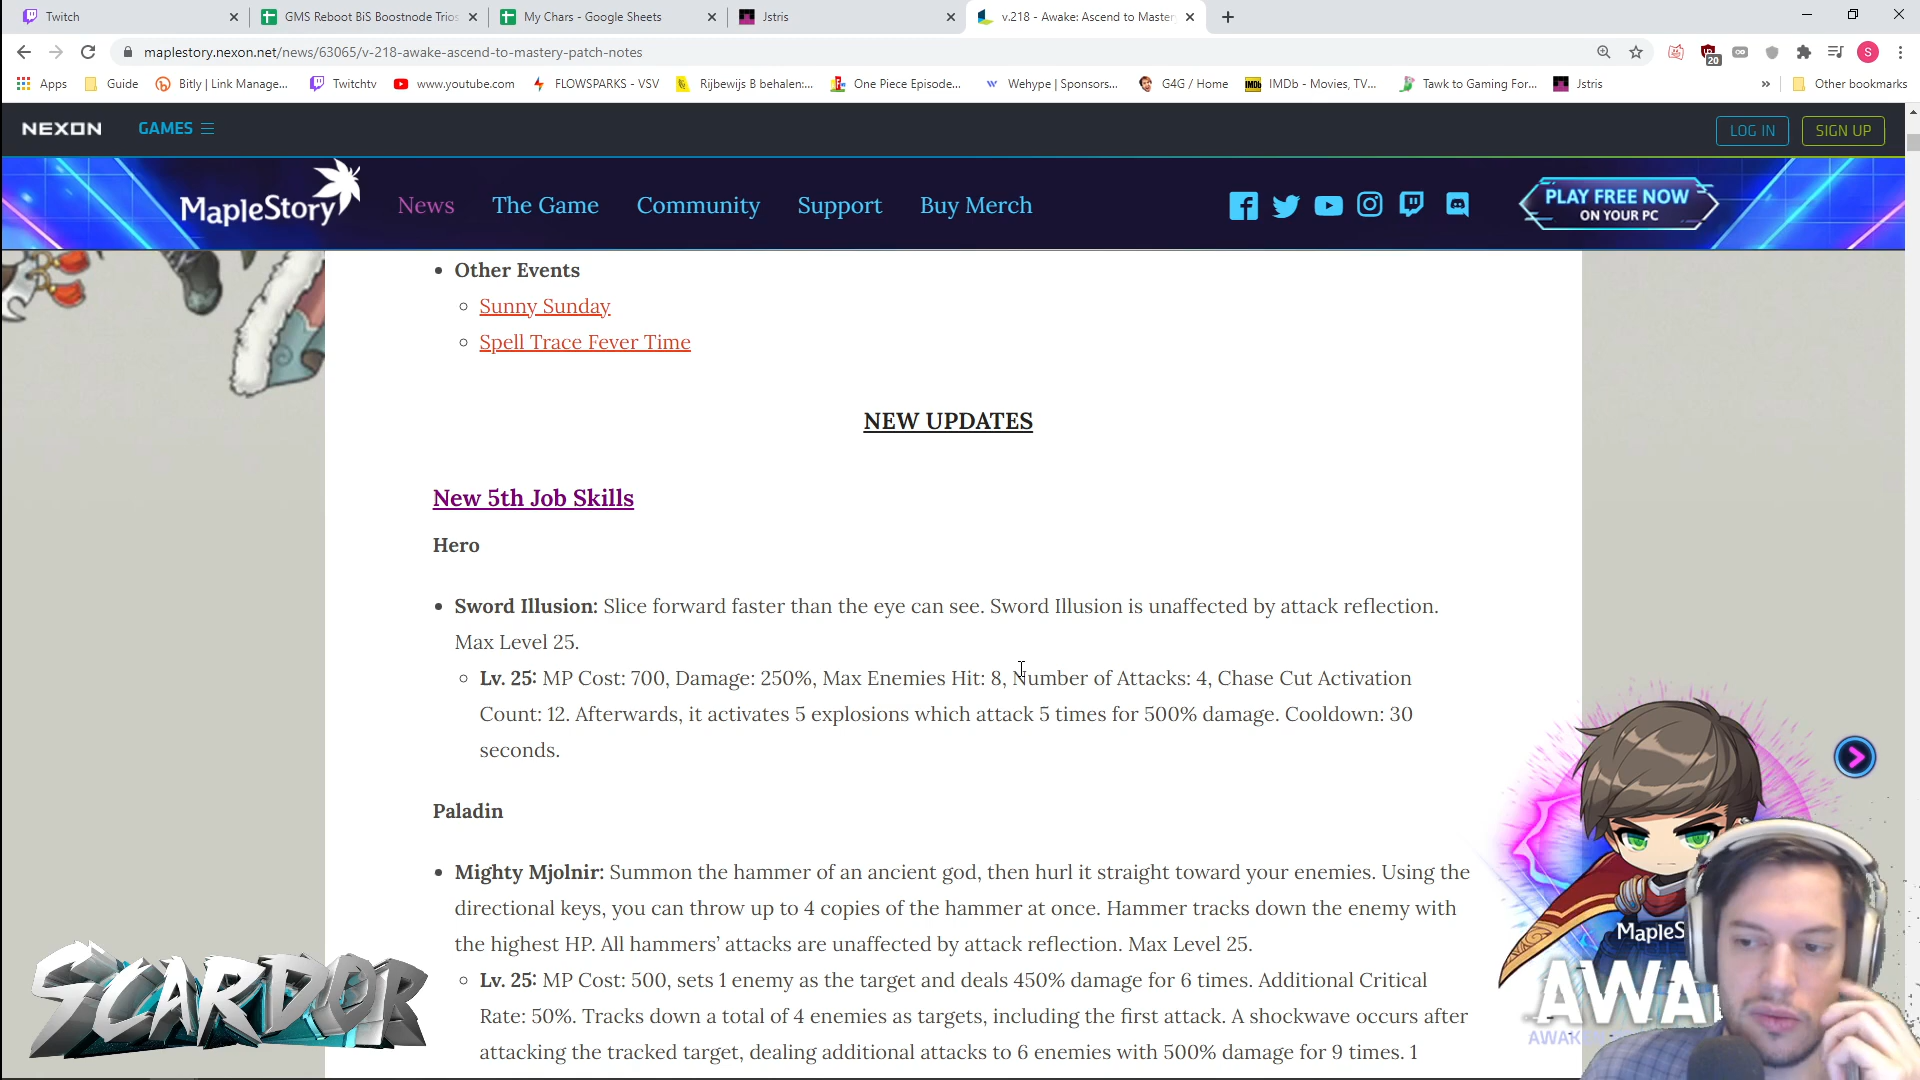 Twitch
GMS Reboot BiS Boostnode Trios
My Chars - Google Sheets
Jstris
v.218 - Awake: Ascend to Master
maplestory.nexon.net/news/63065/v-218-awake-ascend-to-mastery-patch-notes
20
S
Apps
Guide
Bitly | Link Manage...
Twitchtv
www.youtube.com
FLOWSPARKS - VSV
Rijbewijs B behalen:...
One Piece Episode...
Wehype | Sponsors...
G4G / Home
IMDb
IMDb - Movies, TV...
Tawk to Gaming For...
Jstris
»
Other bookmarks
NEXON
GAMES
LOG IN
SIGN UP
MapleStory
News
The Game
Community
Support
Buy Merch
PLAY FREE NOW
ON YOUR PC
• Other Events
Sunny Sunday
Spell Trace Fever Time
NEW UPDATES
New 5th Job Skills
Hero
• Sword Illusion: Slice forward faster than the eye can see. Sword Illusion is unaffected by attack reflection.
Max Level 25.
Lv. 25: MP Cost: 700, Damage: 250%, Max Enemies Hit: 8, Number of Attacks: 4, Chase Cut Activation
Count: 12. Afterwards, it activates 5 explosions which attack 5 times for 500% damage. Cooldown: 30
seconds.
Paladin
• Mighty Mjolnir: Summon the hammer of an ancient god, then hurl it straight toward your enemies. Using the
directional keys, you can throw up to 4 copies of the hammer at once. Hammer tracks down the enemy with
the highest HP. All hammers’ attacks are unaffected by attack reflection. Max Level 25.
Lv. 25: MP Cost: 500, sets 1 enemy as the target and deals 450% damage for 6 times. Additional Critical
Rate: 50%. Tracks down a total of 4 enemies as targets, including the first attack. A shockwave occurs after
attacking the tracked target, dealing additional attacks to 6 enemies with 500% damage for 9 times. 1
SCARDOR
MapleS
AWA
AWAK